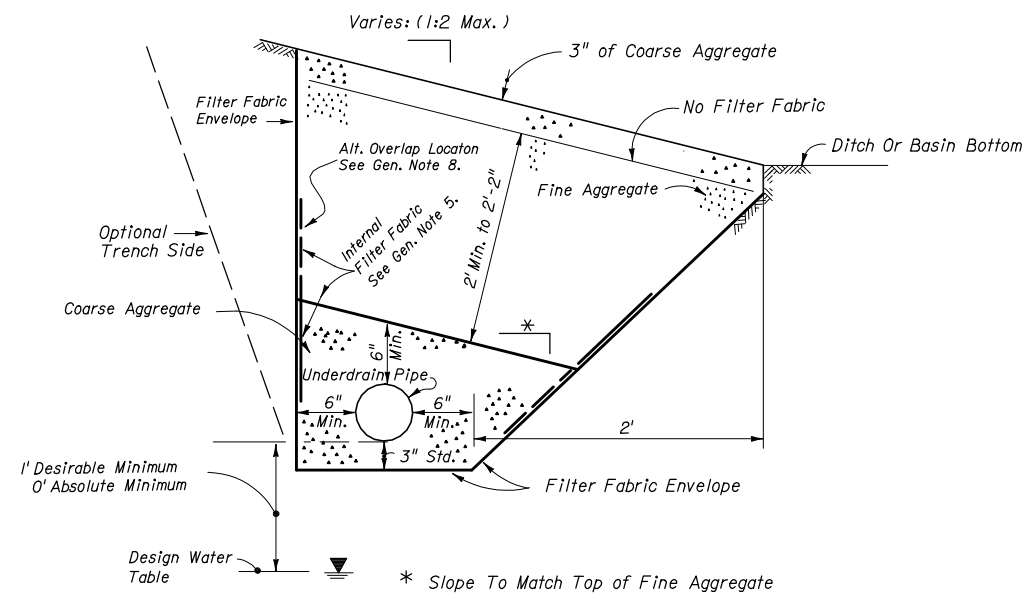 Varies: (1:2 Max.)
3" of Coarse Aggregate
Filter Fabric
Envelope
No Filter Fabric
Ditch Or Basin Bottom
Alt. Overlap Locaton
See Gen. Note 8.
Fine Aggregate
Internal
Filter Fabric
See Gen. Note 5.
2' Min. to 2'-2"
Optional
Trench Side
Coarse Aggregate
*
6"
Min.
Underdrain Pipe
6"
Min.
6"
Min.
2'
3" Std.
1' Desirable Minimum
0' Absolute Minimum
Filter Fabric Envelope
Design Water
Table
* Slope To Match Top of Fine Aggregate